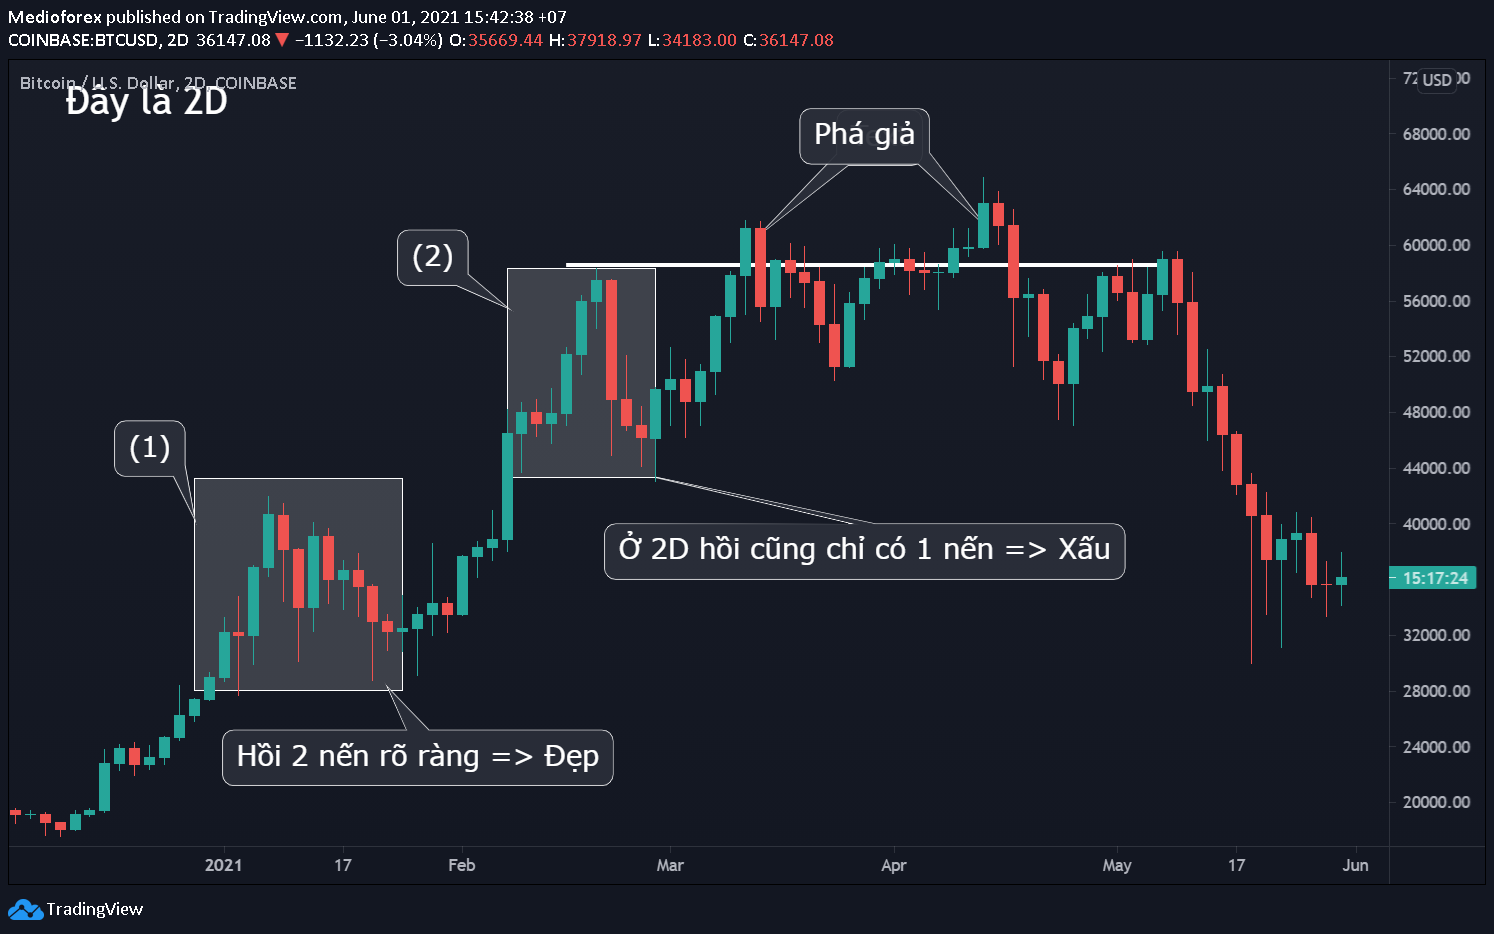 Medioforex published on TradingView.com, June 01, 2021 15:42:38 +07
COINBASE:BTCUSD, 2D 36147.08 ▼ −1132.23 (−3.04%) O:35669.44 H:37918.97 L:34183.00 C:36147.08
Bitcoin / U.S. Dollar, 2D, COINBASE
Đây là 2D
USD
Phá giả
68000.00
64000.00
(2)
60000.00
56000.00
52000.00
48000.00
(1)
44000.00
40000.00
Ở 2D hồi cũng chỉ có 1 nến => Xấu
15:17:24
32000.00
28000.00
Hồi 2 nến rõ ràng => Đẹp
24000.00
20000.00
2021 17 Feb Mar Apr May 17 Jun
TradingView